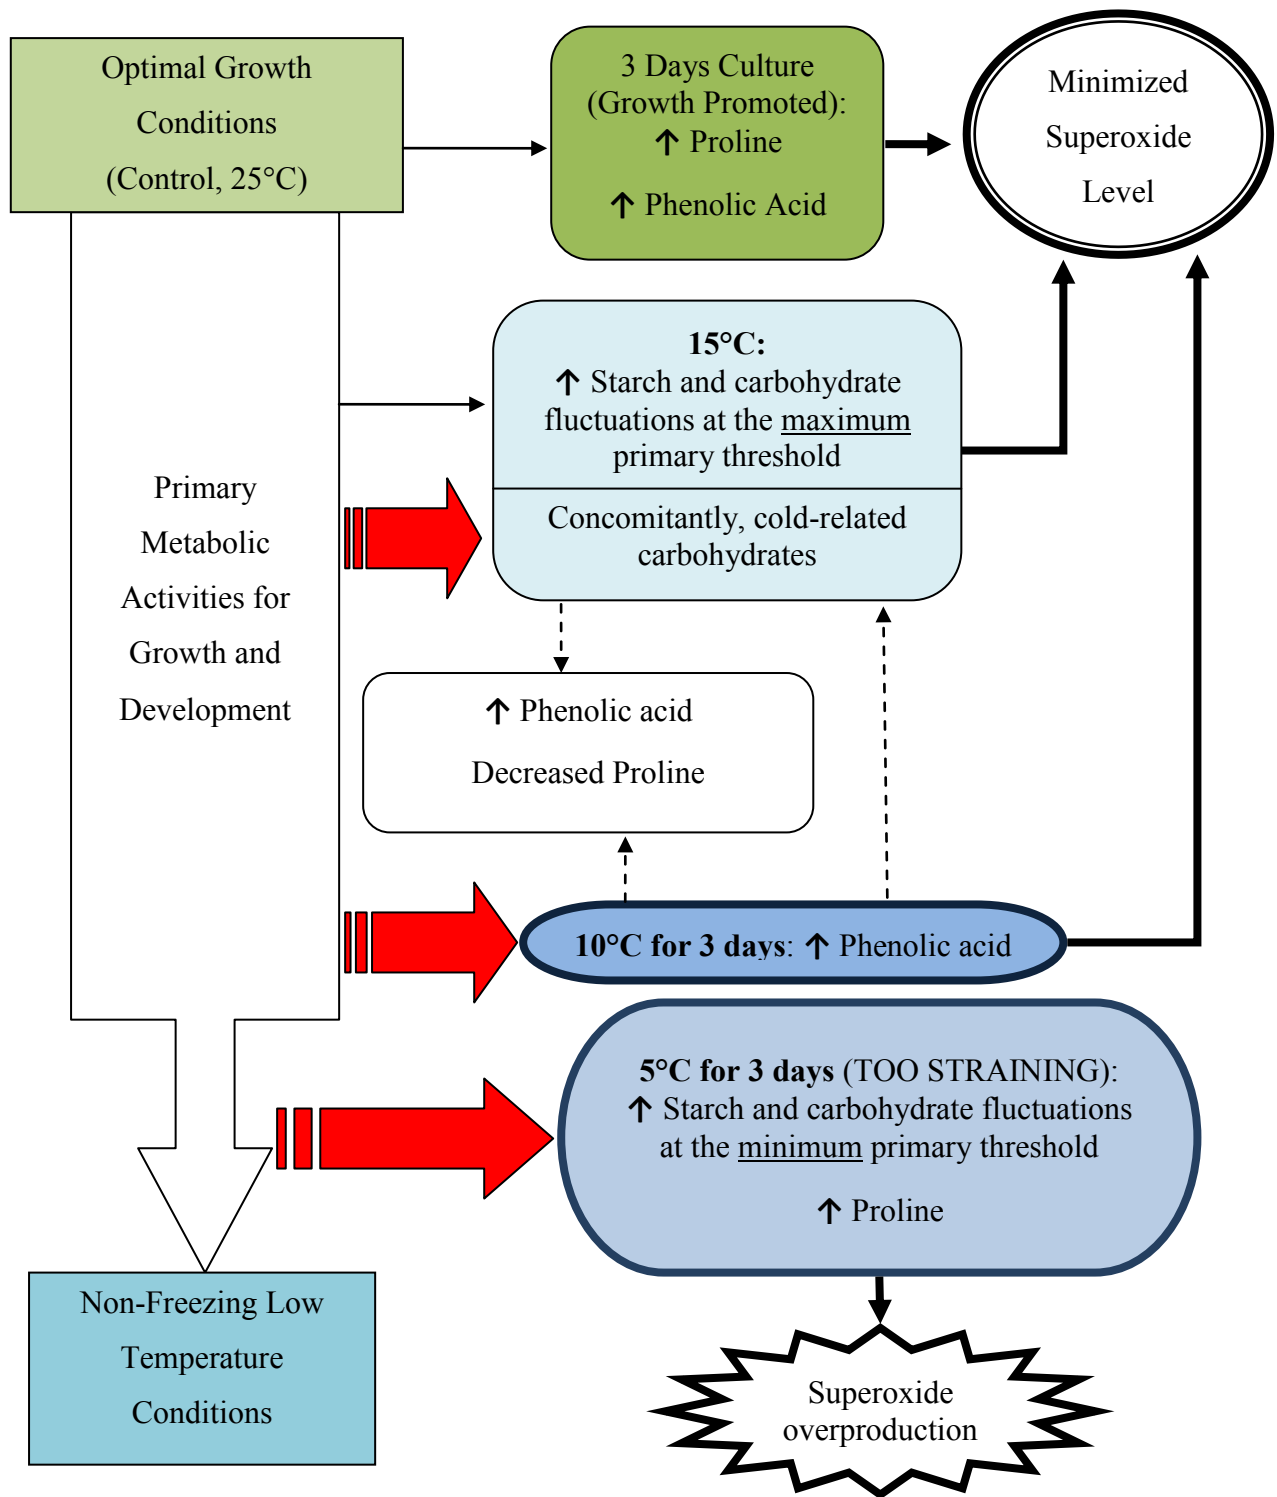 Optimal Growth
Conditions
(Control, 25°C)
3 Days Culture
(Growth Promoted):
↑ Proline
↑ Phenolic Acid
Minimized
Superoxide
Level
15°C:
↑ Starch and carbohydrate
fluctuations at the maximum
primary threshold
Concomitantly, cold-related
carbohydrates
Primary
Metabolic
Activities for
Growth and
Development
↑ Phenolic acid
Decreased Proline
10°C for 3 days: ↑ Phenolic acid
5°C for 3 days (TOO STRAINING):
↑ Starch and carbohydrate fluctuations
at the minimum primary threshold
↑ Proline
Non-Freezing Low
Temperature
Conditions
Superoxide
overproduction